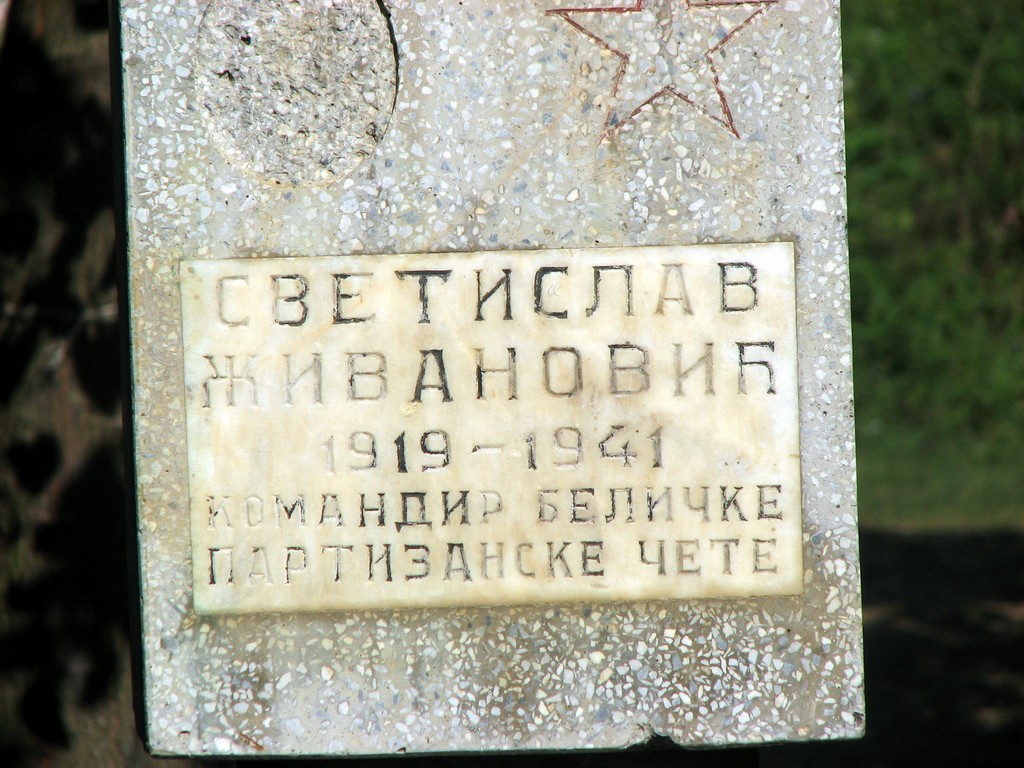 СВЕТИСЛАВ
ЖИВАНОВИЋ
1919-1941
КОМАНДИР БЕЛИЧКЕ
ПАРТИЗАНСКЕ ЧЕТЕ